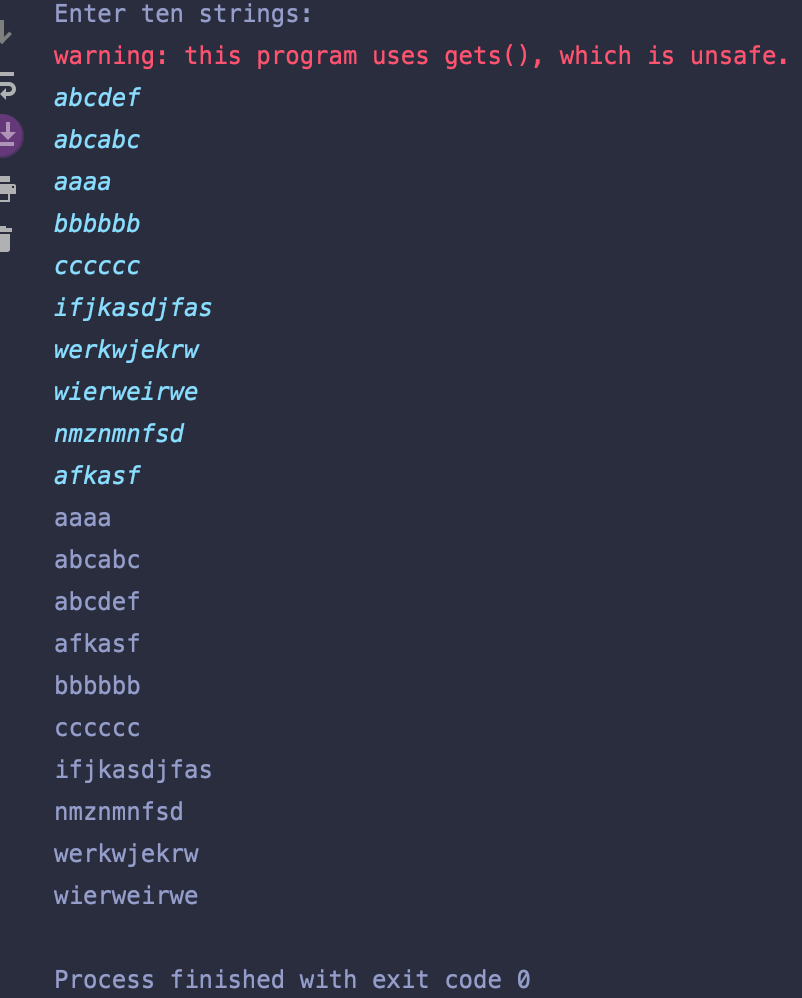 Enter ten strings:
warning: this program uses gets(), which is unsafe.
abcdef
abcabc
aaaa
bbbbbb
cccccc
ifjkasdjfas
werkwjekrw
wierweirwe
nmznmnfsd
afkasf
aaaa
abcabc
abcdef
afkasf
bbbbbb
cccccc
ifjkasdjfas
nmznmnfsd
werkwjekrw
wierweirwe
Process finished with exit code 0